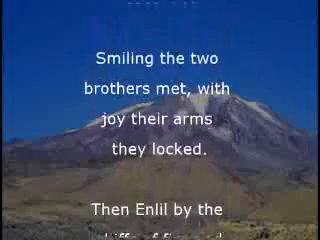 Smiling the two
brothers met, with
joy their arms
they locked.
Then Enlil by the